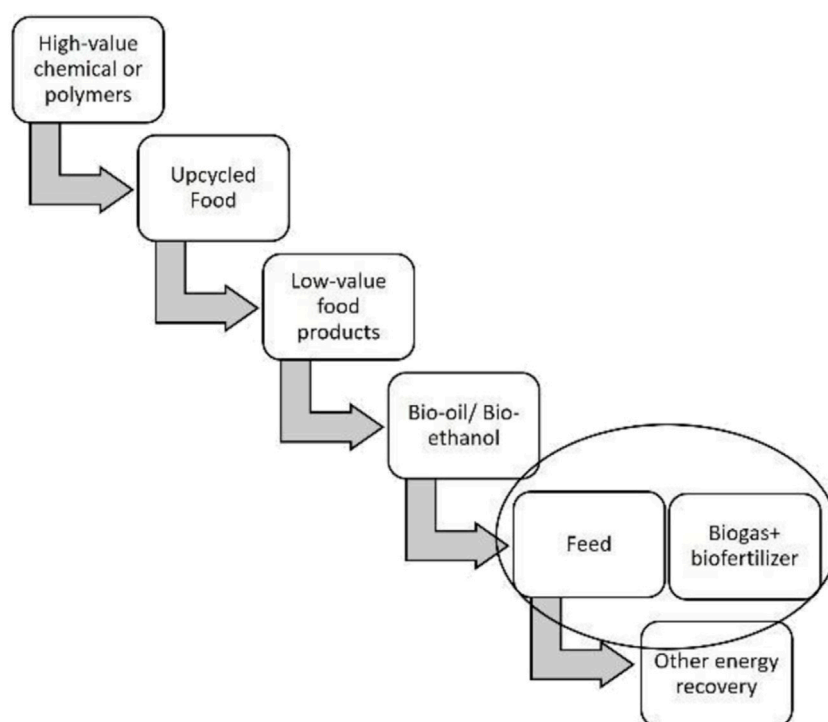 High-value
chemical or
polymers
Upcycled
Food
Low-value
food
products
Bio-oil/ Bio-
ethanol
Feed
Biogas+
biofertilizer
Other energy
recovery